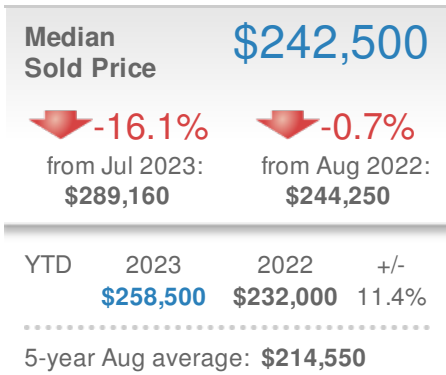 Median
Sold Price
$242,500
-16.1% -0.7%
from Jul 2023: from Aug 2022:
$289,160 $244,250
YTD 2023 2022 +/-
$258,500 $232,000 11.4%
5-year Aug average: $214,550